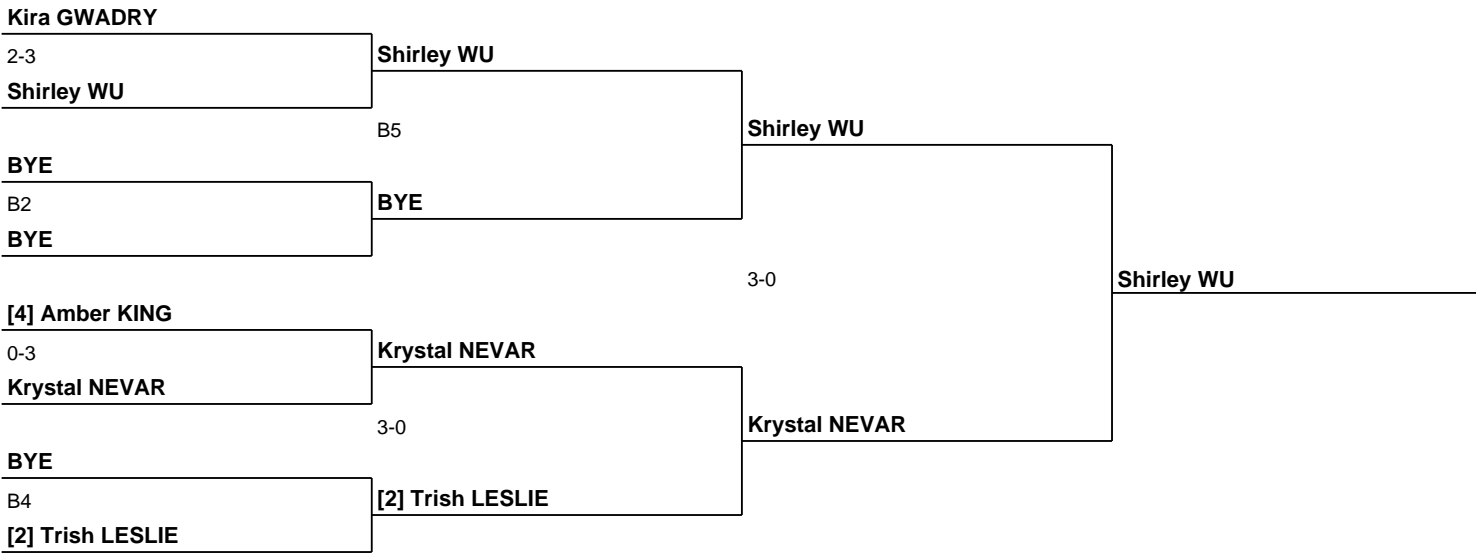 Kira GWADRY
2-3
Shirley WU
Shirley WU
B5
Shirley WU
BYE
B2
BYE
BYE
3-0
Shirley WU
[4] Amber KING
0-3
Krystal NEVAR
Krystal NEVAR
3-0
Krystal NEVAR
BYE
B4
[2] Trish LESLIE
[2] Trish LESLIE